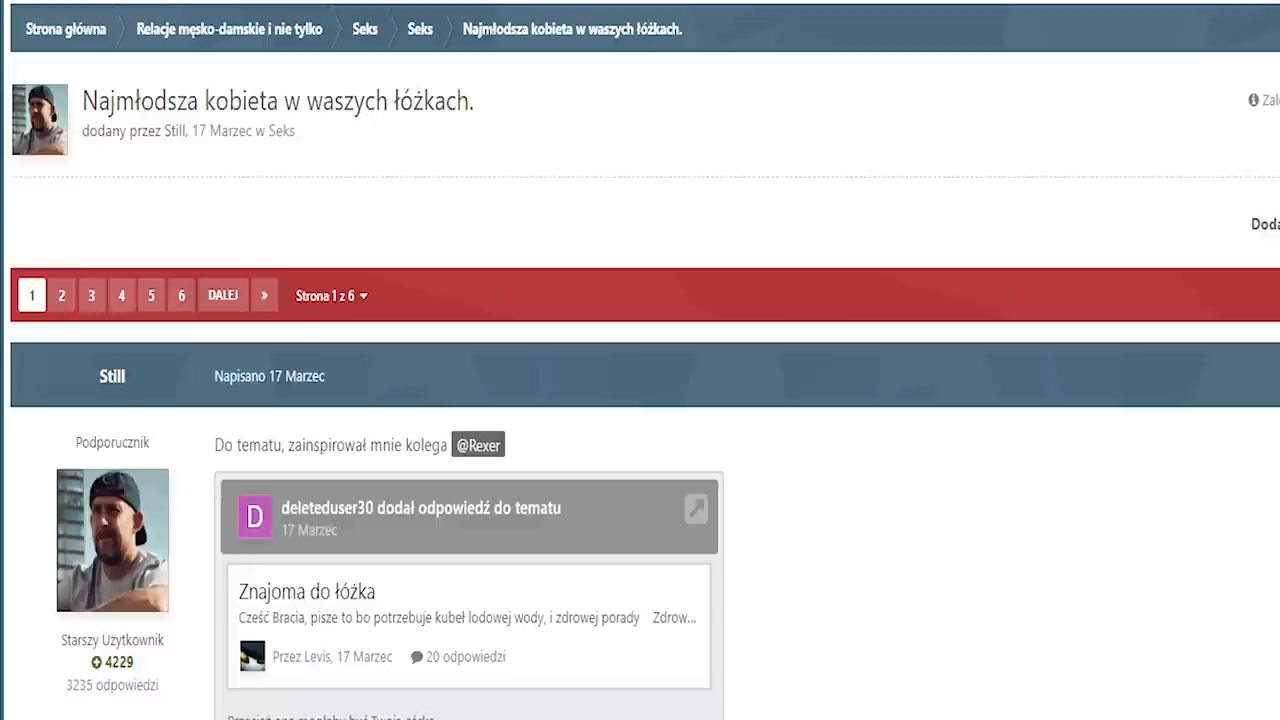 Strona główna Relacje męsko-damskie i nie tylko Seks Seks Najmłodsza kobieta w waszych łóżkach.
Najmłodsza kobieta w waszych łóżkach.
dodany przez Still, 17 Marzec w Seks
1 2 3 4 5 6 DALEJ » Strona 1 z 6
Still Napisano 17 Marzec
Podporucznik
Starszy Użytkownik
4229
3235 odpowiedzi
Do tematu, zainspirował mnie kolega @Rexer
D
deleteduser30 dodał odpowiedź do tematu
17 Marzec
Znajoma do łóżka
Cześć Bracia, pisze to bo potrzebuje kubeł lodowej wody, i zdrowej porady Zdrow...
Przez Levis, 17 Marzec 20 odpowiedzi